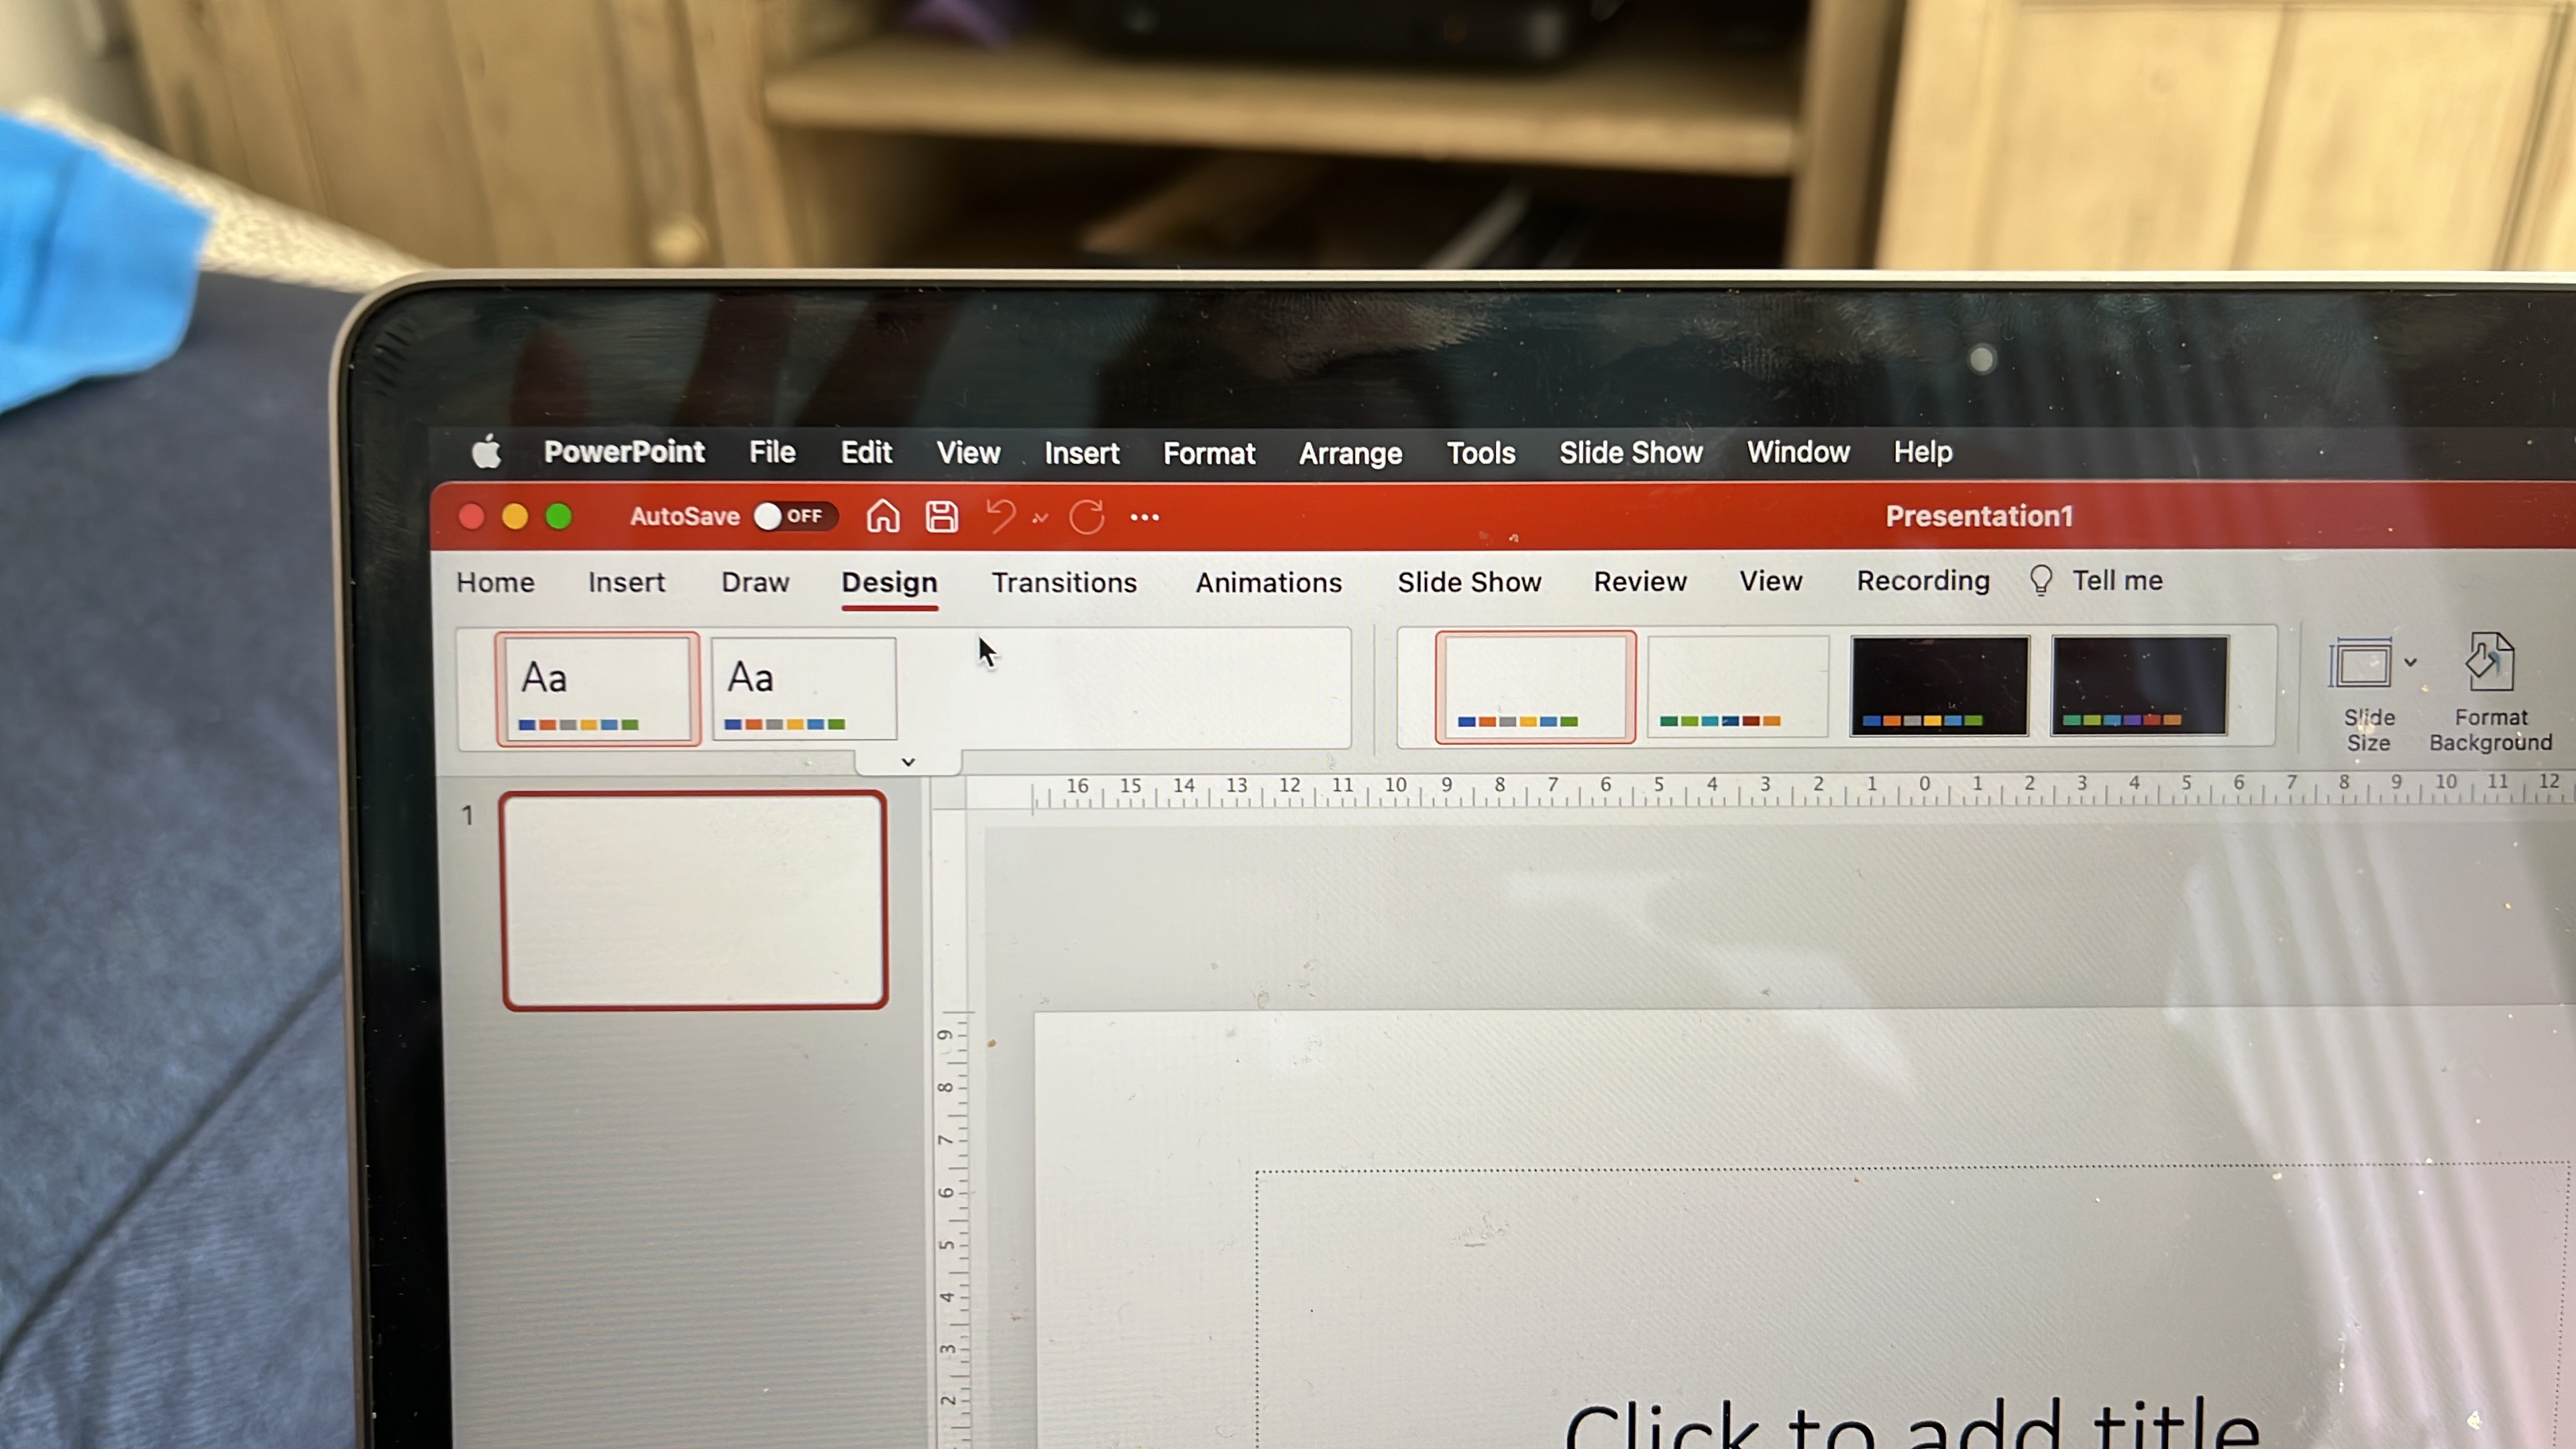 PowerPoint File Edit View Insert Format Arrange Tools Slide Show Window Help
AutoSave OFF Presentation1
Home Insert Draw Design Transitions Animations Slide Show Review View Recording Tell me
Aa Aa
Slide Size
Format Background
16 15 14 13 12 11 10 9 8 7 6 5 4 3 2 1 0 1 2 3 4 5 6 7 8 9 10 11 12
1
9
8
7
6
5
4
3
2
Click to add title